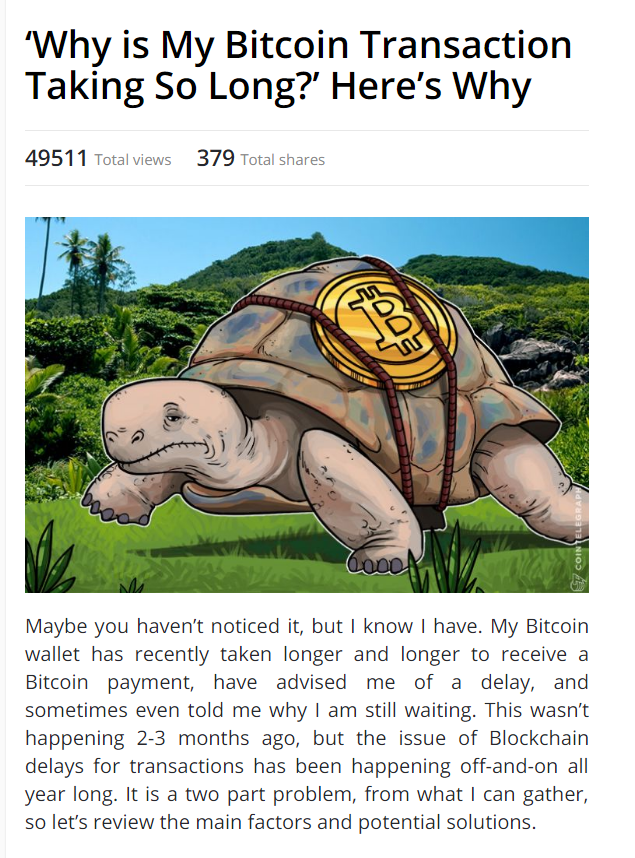 ‘Why is My Bitcoin Transaction
Taking So Long?’ Here’s Why
49511 Total views 379 Total shares
COINTELEGRAPH
Maybe you haven’t noticed it, but I know I have. My Bitcoin
wallet has recently taken longer and longer to receive a
Bitcoin payment, have advised me of a delay, and
sometimes even told me why I am still waiting. This wasn’t
happening 2-3 months ago, but the issue of Blockchain
delays for transactions has been happening off-and-on all
year long. It is a two part problem, from what I can gather,
so let’s review the main factors and potential solutions.